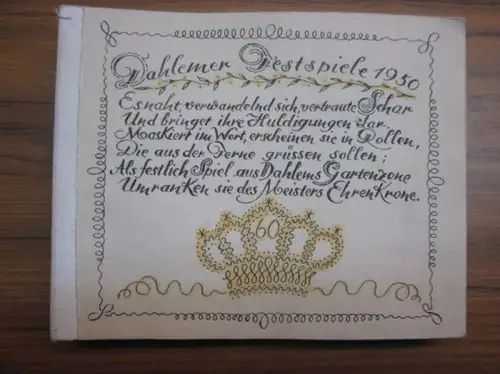 Dahlemer Festspiele 1950
Es naht, verwandelnd sich, vertraute Schar
Und bringet ihre Huldigungen dar.
Maskiert im Wort, erscheinen sie in Rollen,
Die aus der Ferne grüssen sollen;
Als festlich Spiel aus Dahlems Gartenzone
Umranken sie des Meisters EhrenKrone.
60